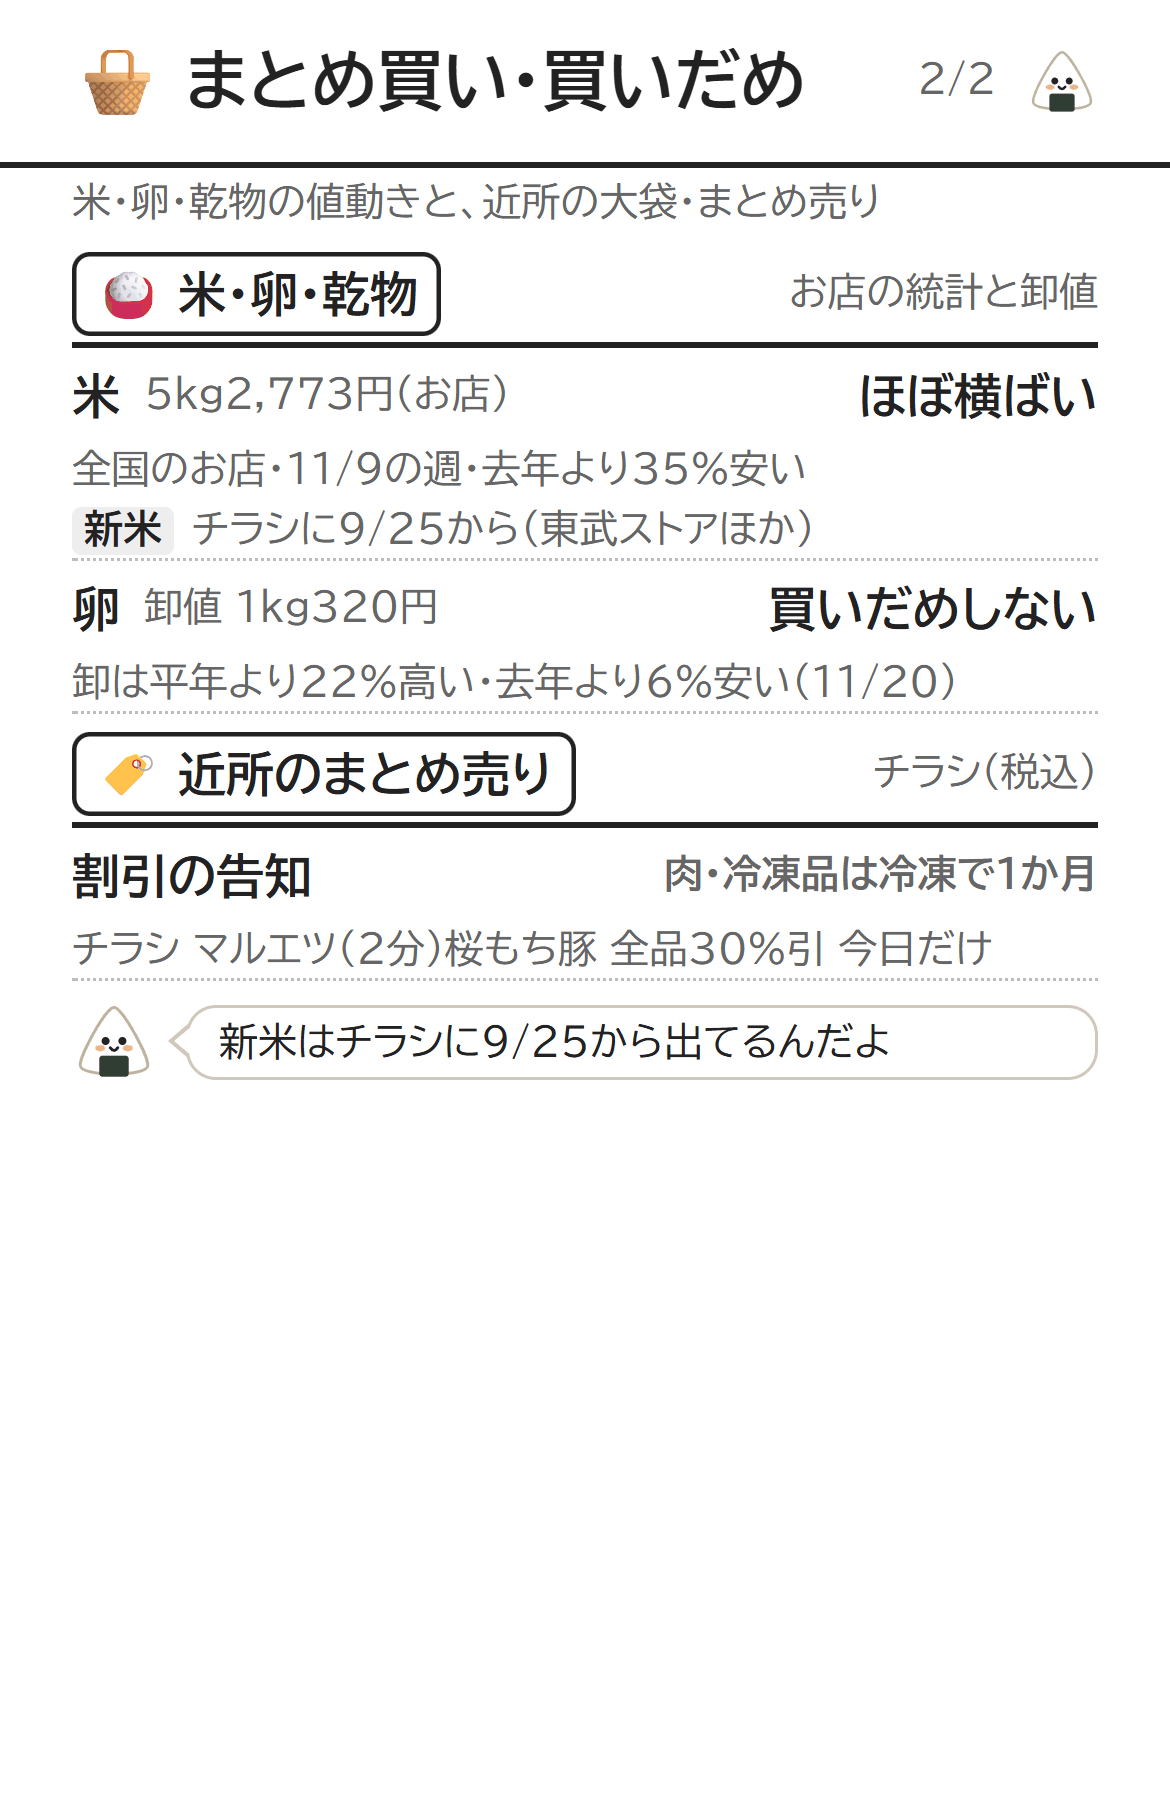 まとめ買い・買いだめ 2/2
米・卵・乾物の値動きと、近所の大袋・まとめ売り
米・卵・乾物 お店の統計と卸値
米 5kg2,773円(お店) ほぼ横ばい
全国のお店・11/9の週・去年より35%安い
新米 チラシに9/25から(東武ストアほか)
卵 卸値 1kg320円 買いだめしない
卸は平年より22%高い・去年より6%安い(11/20)
近所のまとめ売り チラシ(税込)
割引の告知 肉・冷凍品は冷凍で1か月
チラシ マルエツ(2分)桜もち豚 全品30%引 今日だけ
新米はチラシに9/25から出てるんだよ